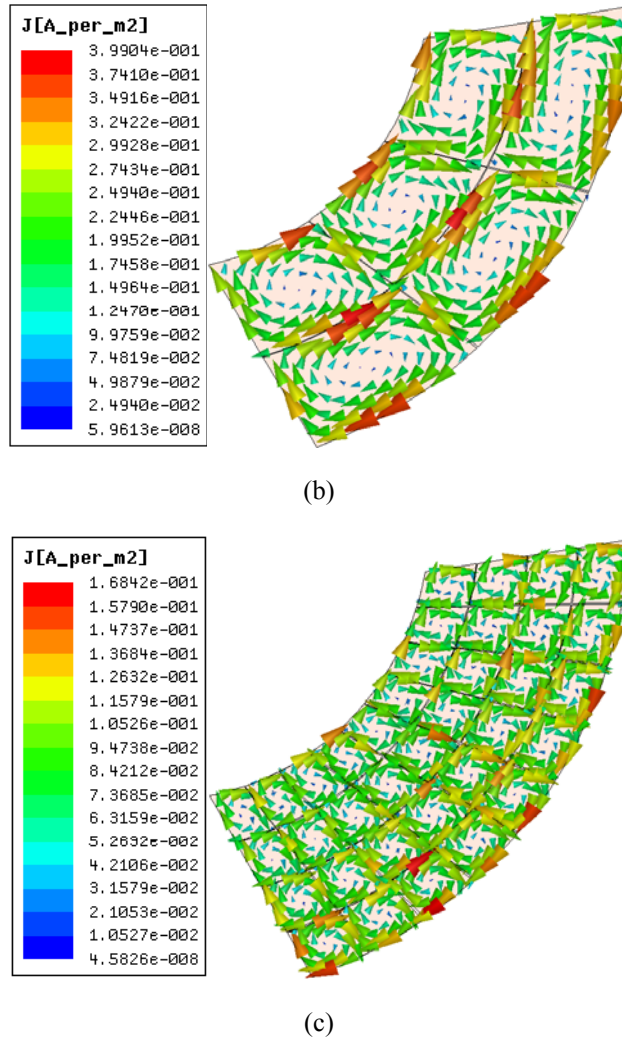 J[A_per_m2]
3.9904e-001
3.7410e-001
3.4916e-001
3.2422e-001
2.9928e-001
2.7434e-001
2.4940e-001
2.2446e-001
1.9952e-001
1.7458e-001
1.4964e-001
1.2470e-001
9.9759e-002
7.4819e-002
4.9879e-002
2.4940e-002
5.9613e-008
(b)
J[A_per_m2]
1.6842e-001
1.5790e-001
1.4737e-001
1.3684e-001
1.2632e-001
1.1579e-001
1.0526e-001
9.4738e-002
8.4212e-002
7.3685e-002
6.3159e-002
5.2632e-002
4.2106e-002
3.1579e-002
2.1053e-002
1.0527e-002
4.5826e-008
(c)